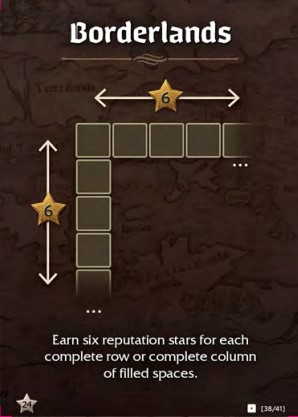 Borderlands
6
6
...
...
Earn six reputation stars for each
complete row or complete column
of filled spaces.
24
[38/41]